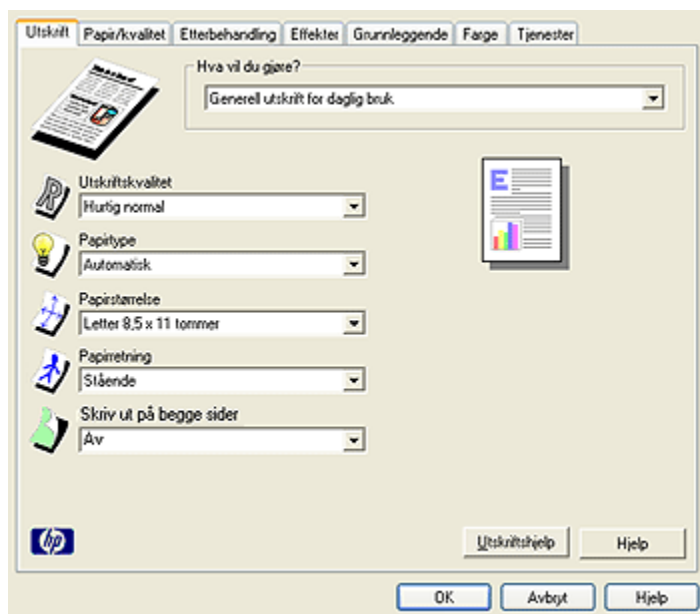 Utskrift Papir/kvalitet Etterbehandling Effekter Grunnleggende Farge Tjenester
Hva vil du gjøre?
Generell utskrift for daglig bruk
Utskriftskvalitet
Hurtig normal
Papirtype
Automatisk
Papirstørrelse
Letter 8,5 x 11 tommer
Papirretning
Stående
Skriv ut på begge sider
Av
hp
Utskriftshjelp Hjelp
OK Avbryt Hjelp